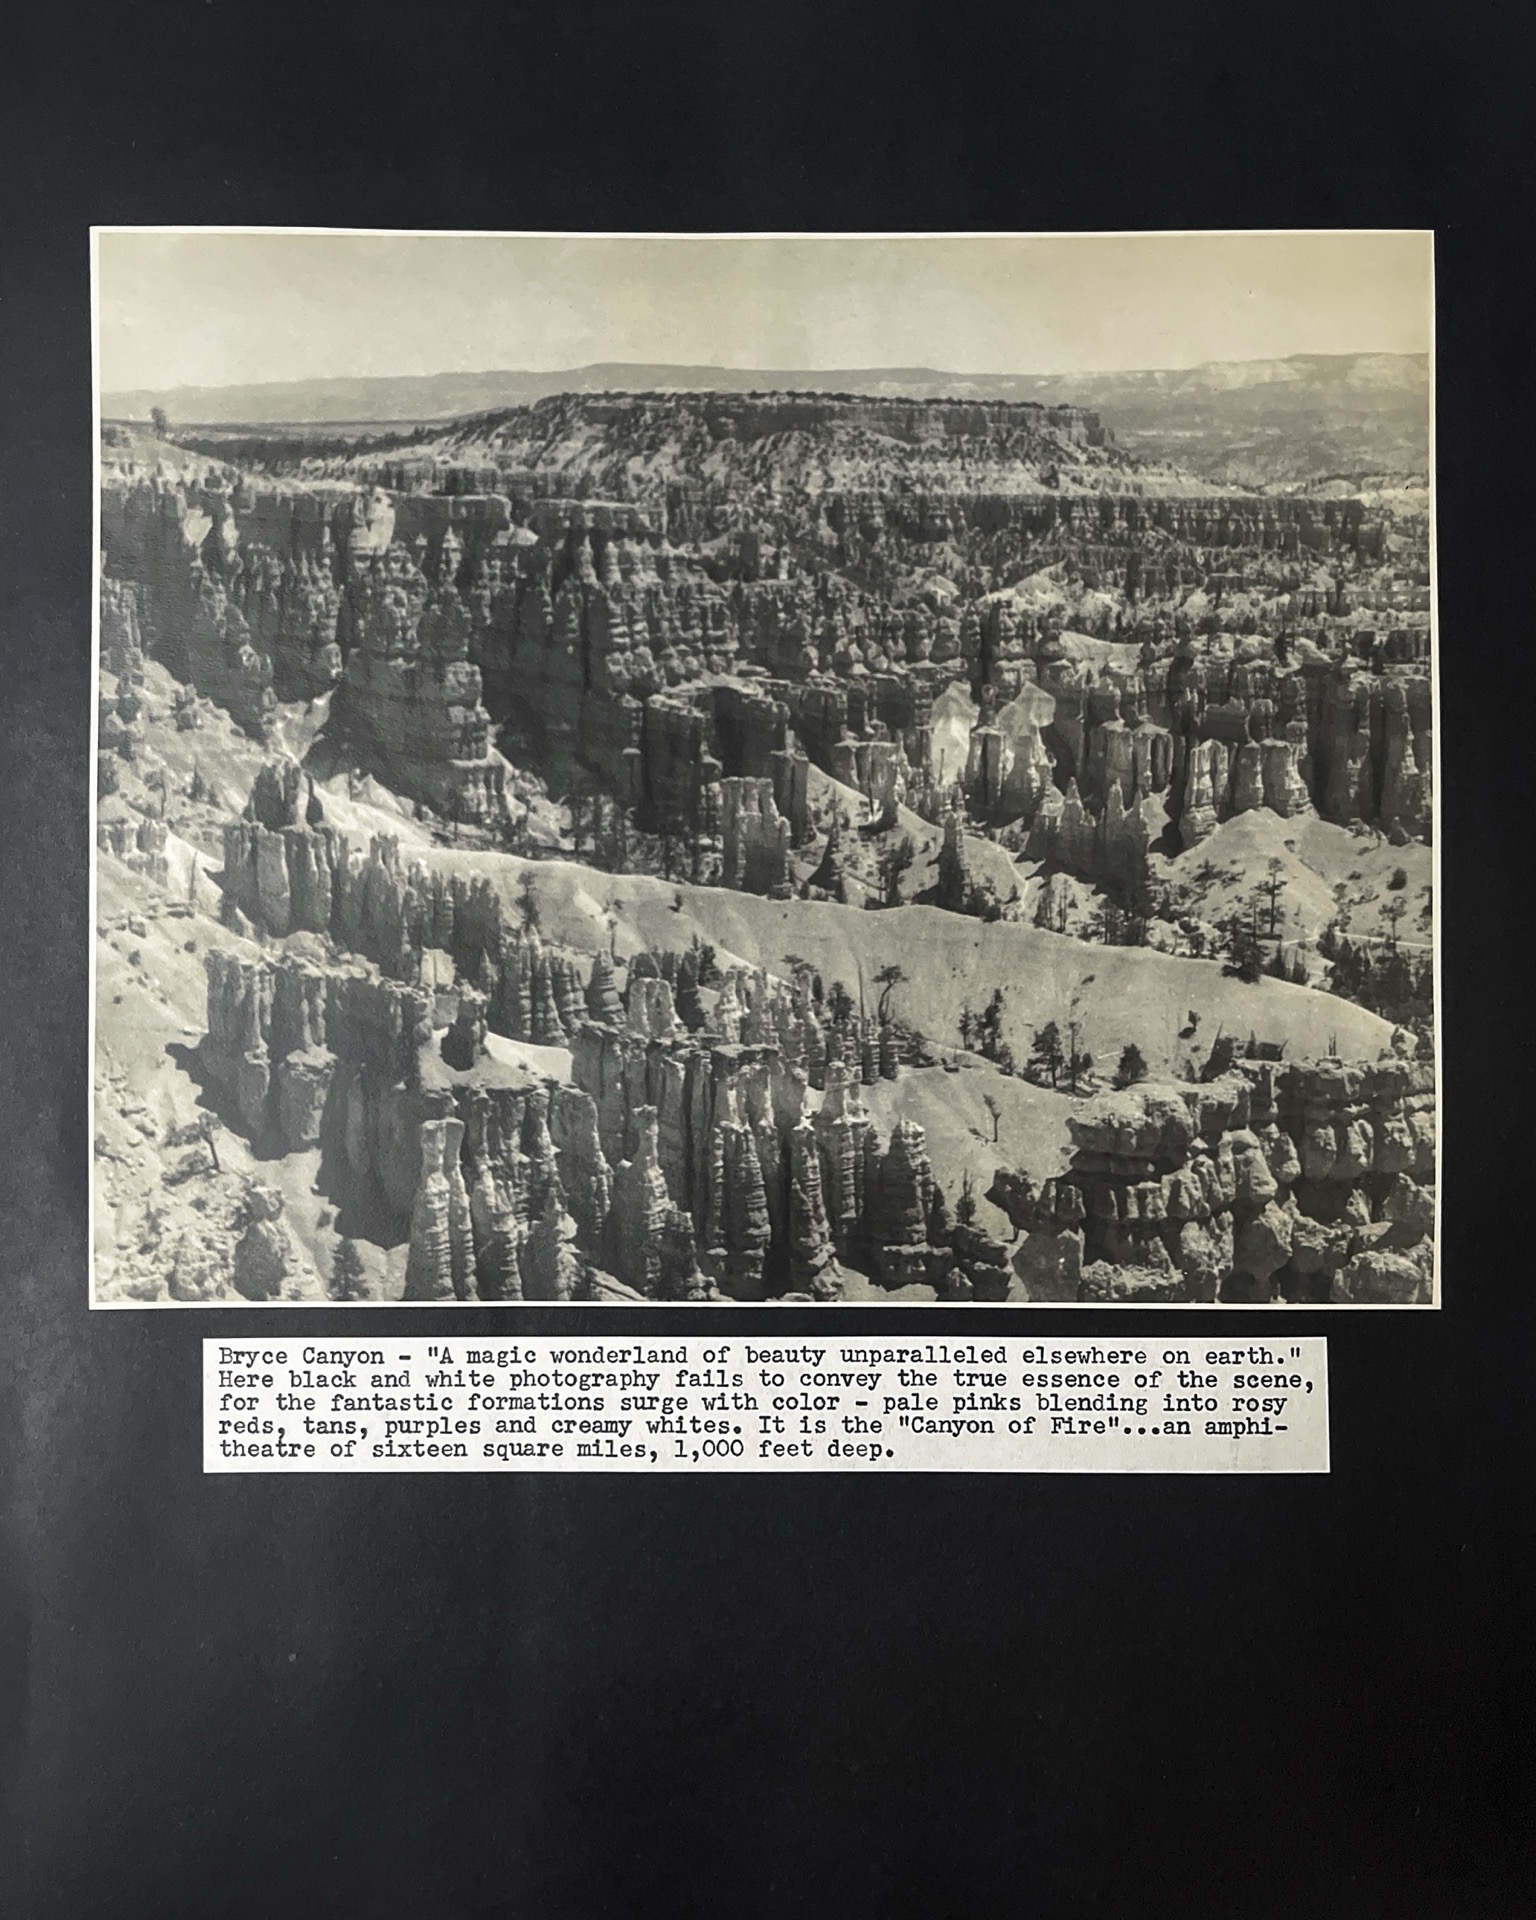 Bryce Canyon - "A magic wonderland of beauty unparalleled elsewhere on earth."
Here black and white photography fails to convey the true essence of the scene,
for the fantastic formations surge with color - pale pinks blending into rosy
reds, tans, purples and creamy whites. It is the "Canyon of Fire"...an amphi-
theatre of sixteen square miles, 1,000 feet deep.